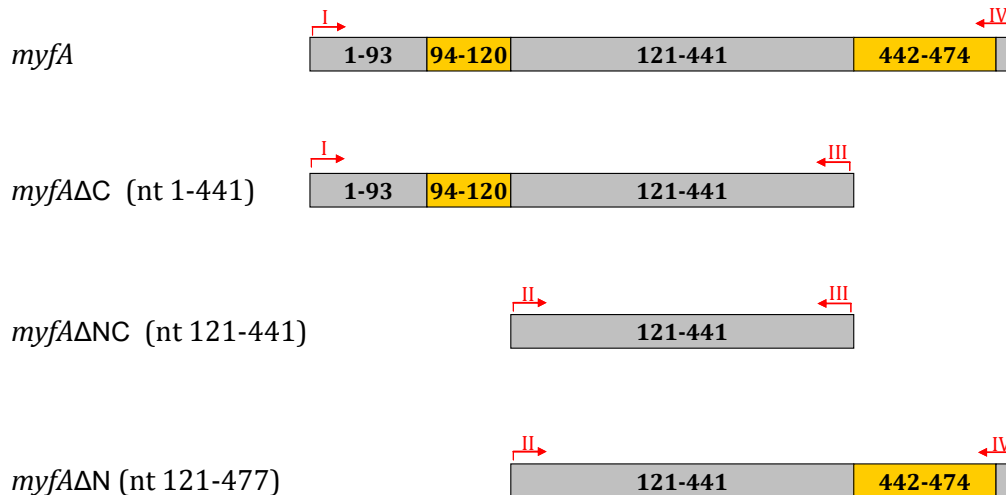 I IV
myfA 1-93 94-120 121-441 442-474
I III
myfAΔC (nt 1-441) 1-93 94-120 121-441
II III
myfAΔNC (nt 121-441) 121-441
II IV
myfAΔN (nt 121-477) 121-441 442-474